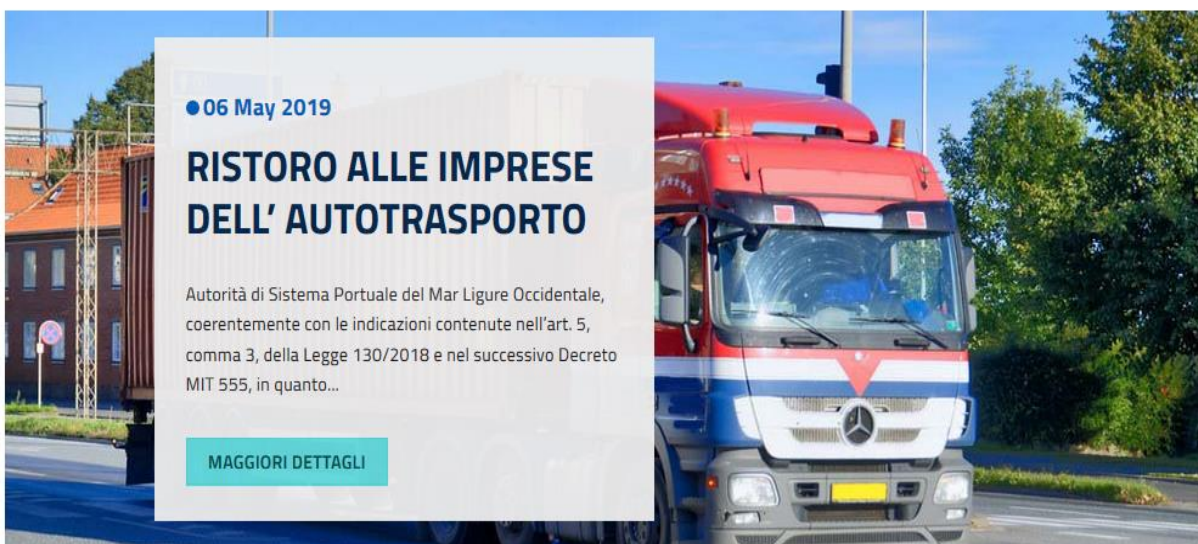 06 May 2019
RISTORO ALLE IMPRESE
DELL' AUTOTRASPORTO
Autorità di Sistema Portuale del Mar Ligure Occidentale,
coerentemente con le indicazioni contenute nell'art. 5,
comma 3, della Legge 130/2018 e nel successivo Decreto
MIT 555, in quanto...
MAGGIORI DETTAGLI